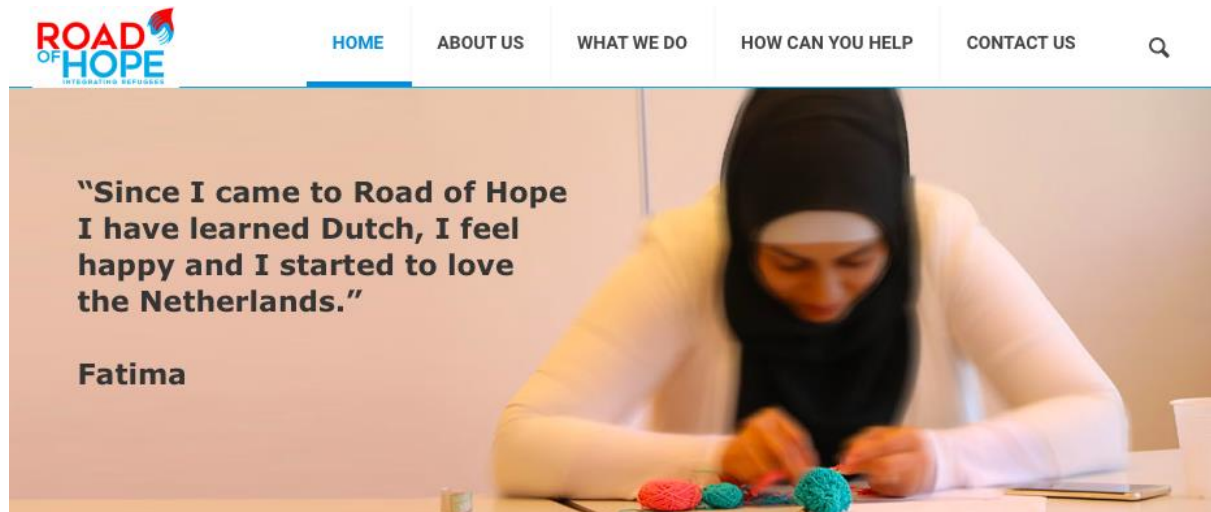 ROAD
OF HOPE
INTEGRATING REFUGEES
HOME ABOUT US WHAT WE DO HOW CAN YOU HELP CONTACT US
“Since I came to Road of Hope
I have learned Dutch, I feel
happy and I started to love
the Netherlands.”
Fatima